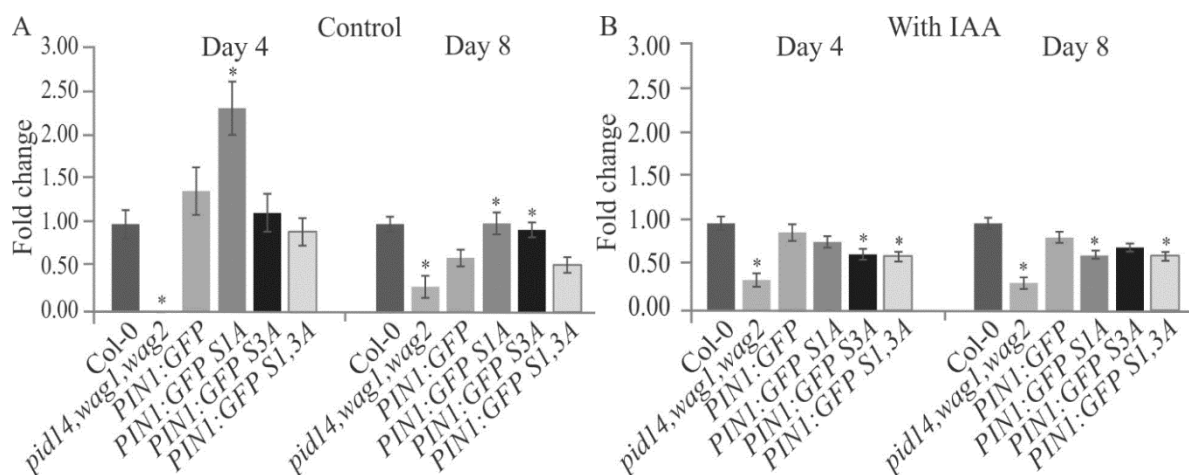 A
Control
Day 4
Day 8
Fold change
3.00
2.50
2.00
1.50
1.00
0.50
0.00
*
*
*
*
*
Col-0
pid14,wag1,wag2
PIN1:GFP
PIN1:GFP S1A
PIN1:GFP S3A
PIN1:GFP S1,3A
Col-0
pid14,wag1,wag2
PIN1:GFP
PIN1:GFP S1A
PIN1:GFP S3A
PIN1:GFP S1,3A
B
With IAA
Day 4
Day 8
Fold change
3.00
2.50
2.00
1.50
1.00
0.50
0.00
*
*
*
*
*
*
Col-0
pid14,wag1,wag2
PIN1:GFP
PIN1:GFP S1A
PIN1:GFP S3A
PIN1:GFP S1,3A
Col-0
pid14,wag1,wag2
PIN1:GFP
PIN1:GFP S1A
PIN1:GFP S3A
PIN1:GFP S1,3A